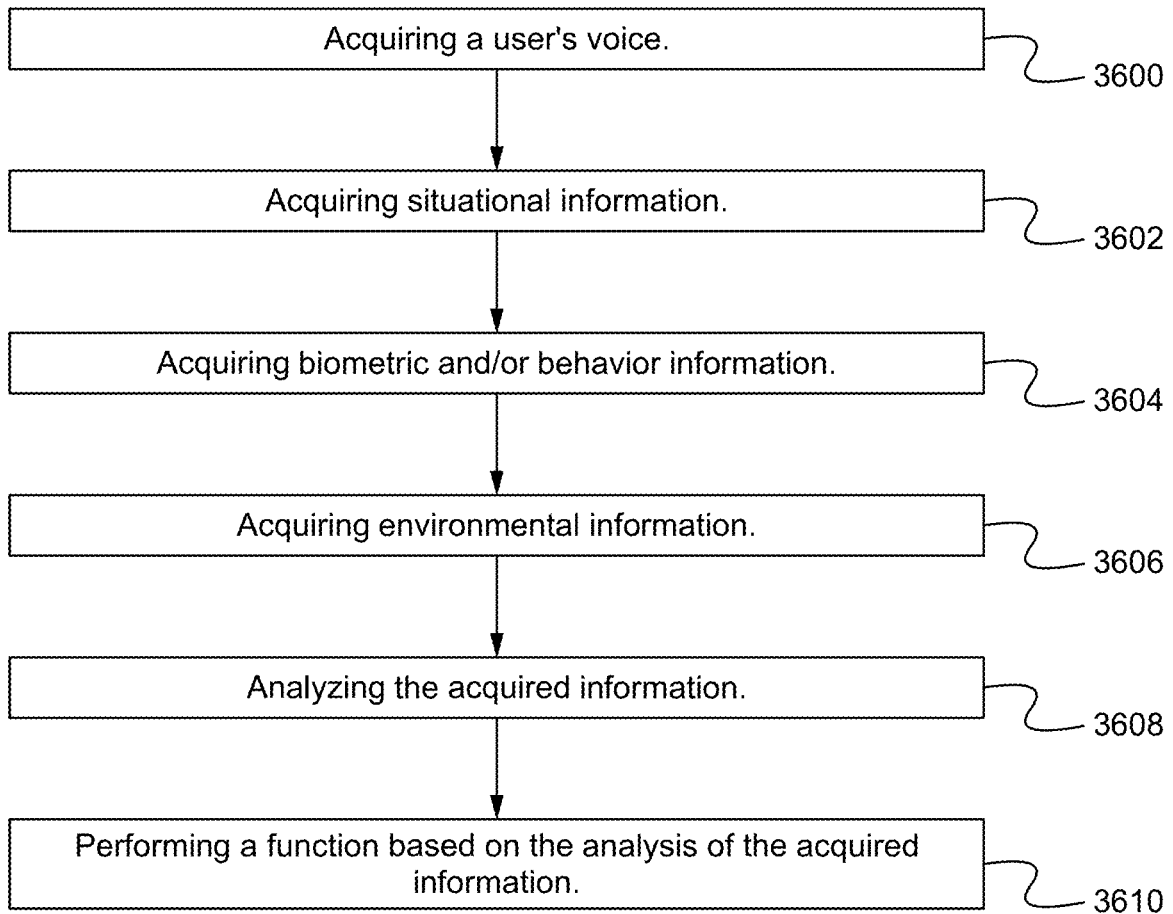 Acquiring a user's voice.
3600
Acquiring situational information.
3602
Acquiring biometric and/or behavior information.
3604
Acquiring environmental information.
3606
Analyzing the acquired information.
3608
Performing a function based on the analysis of the acquired
information.
3610